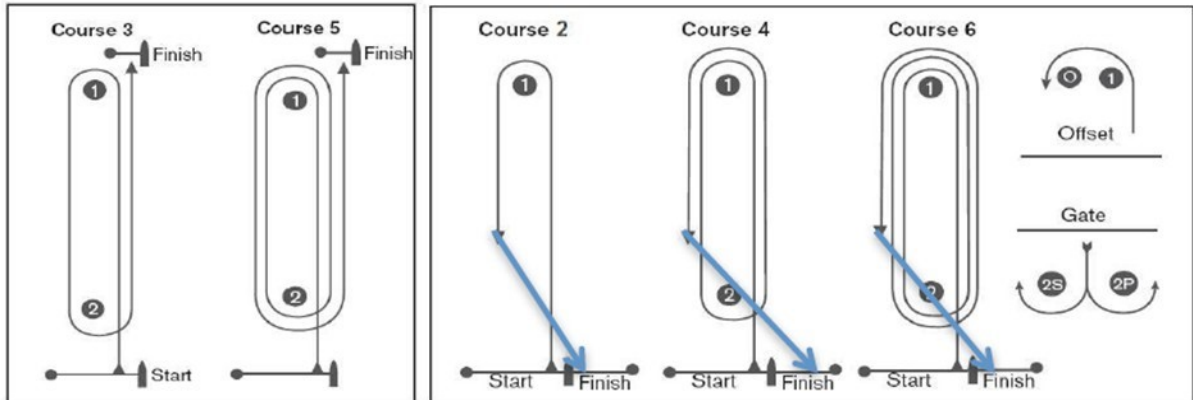 Course 3
Finish
1
2
Start
Course 5
Finish
1
2
Course 2
1
Start
Finish
Course 4
1
2
Start
Finish
Course 6
1
2
Start
Finish
O 1
Offset
Gate
2S 2P